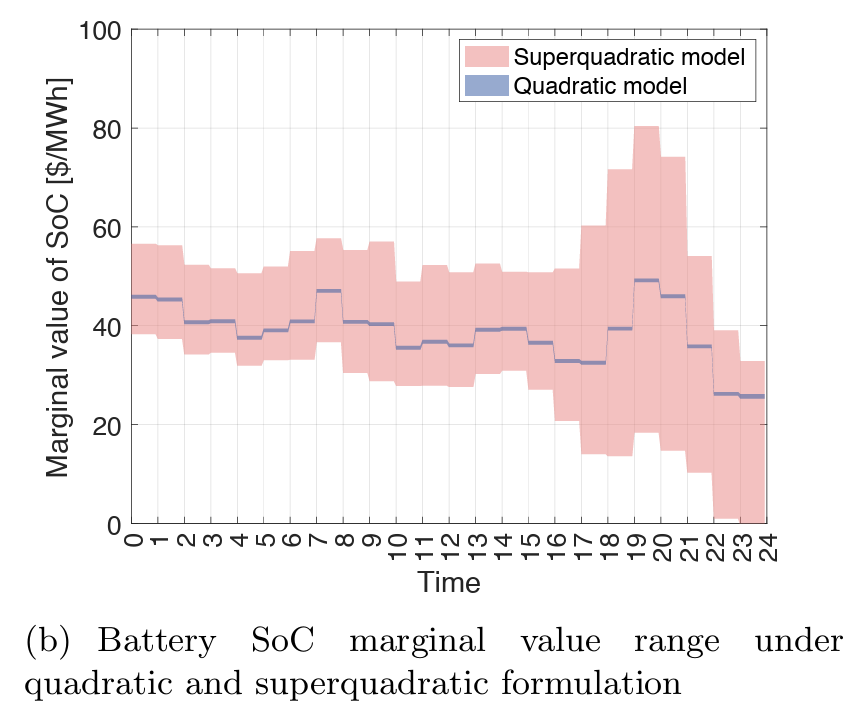 100
80
60
40
20
0
Marginal value of SoC [$/MWh]
Superquadratic model
Quadratic model
0 1 2 3 4 5 6 7 8 9 10 11 12 13 14 15 16 17 18 19 20 21 22 23 24
Time
(b) Battery SoC marginal value range under
quadratic and superquadratic formulation